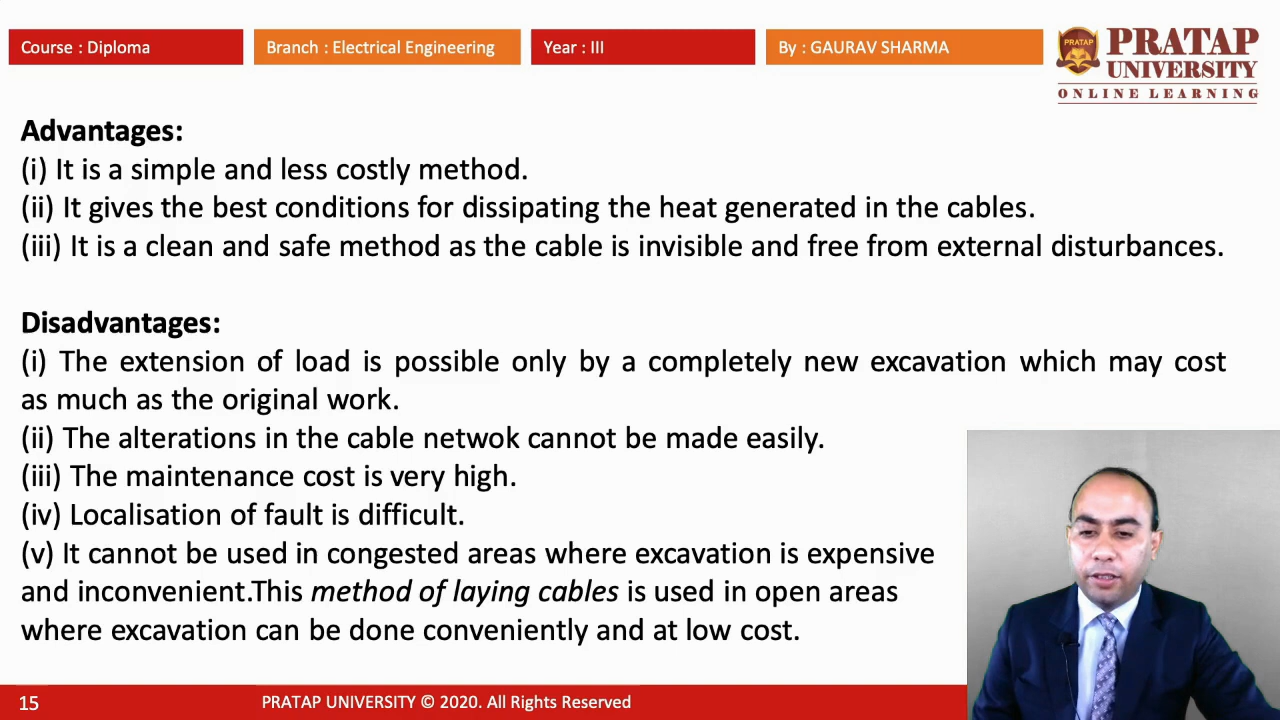 Course : Diploma
Branch : Electrical Engineering
Year : III
By : GAURAV SHARMA
PRATAP
PRATAP
UNIVERSITY
ONLINE LEARNING
Advantages:
(i) It is a simple and less costly method.
(ii) It gives the best conditions for dissipating the heat generated in the cables.
(iii) It is a clean and safe method as the cable is invisible and free from external disturbances.
Disadvantages:
(i) The extension of load is possible only by a completely new excavation which may cost
as much as the original work.
(ii) The alterations in the cable netwok cannot be made easily.
(iii) The maintenance cost is very high.
(iv) Localisation of fault is difficult.
(v) It cannot be used in congested areas where excavation is expensive
and inconvenient.This method of laying cables is used in open areas
where excavation can be done conveniently and at low cost.
15
PRATAP UNIVERSITY © 2020. All Rights Reserved